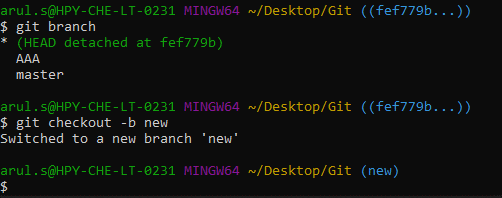 arul.s@HPY-CHE-LT-0231 MINGW64 ~/Desktop/Git ((fef779b...))
$ git branch
* (HEAD detached at fef779b)
  AAA
  master
arul.s@HPY-CHE-LT-0231 MINGW64 ~/Desktop/Git ((fef779b...))
$ git checkout -b new
Switched to a new branch 'new'
arul.s@HPY-CHE-LT-0231 MINGW64 ~/Desktop/Git (new)
$